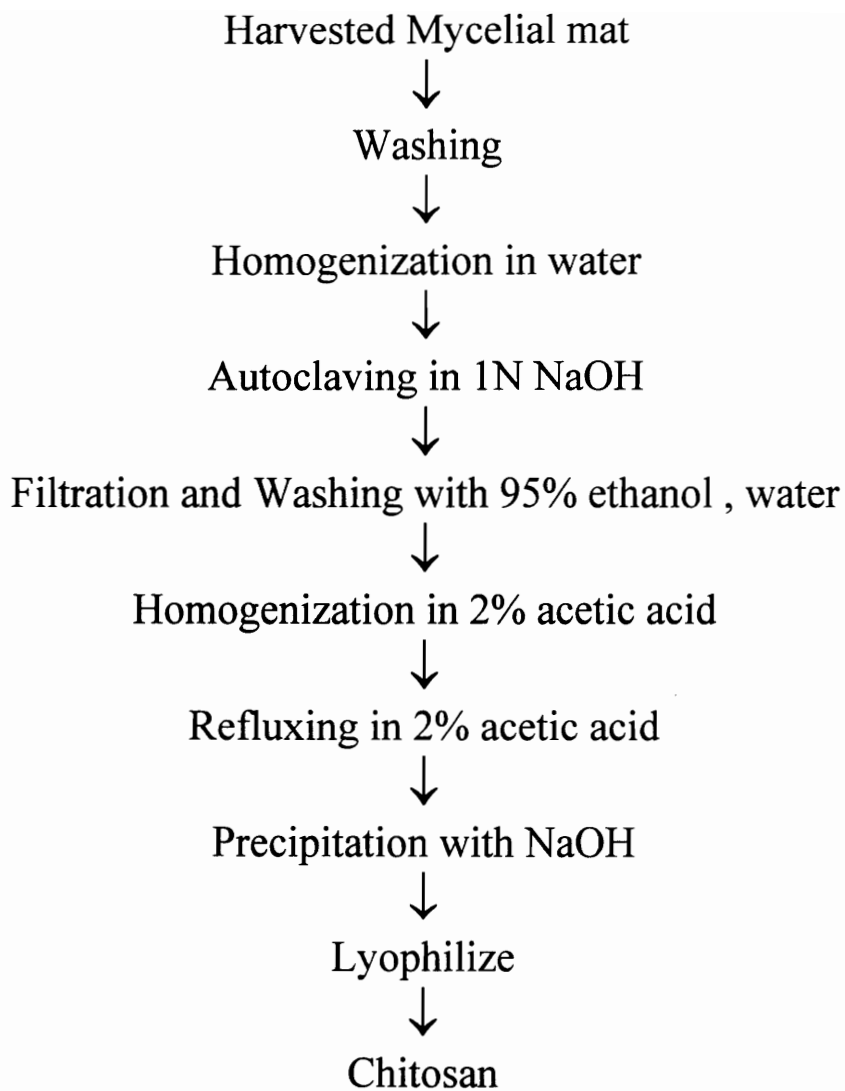 Harvested Mycelial mat
↓
Washing
↓
Homogenization in water
↓
Autoclaving in 1N NaOH
↓
Filtration and Washing with 95% ethanol , water
↓
Homogenization in 2% acetic acid
↓
Refluxing in 2% acetic acid
↓
Precipitation with NaOH
↓
Lyophilize
↓
Chitosan